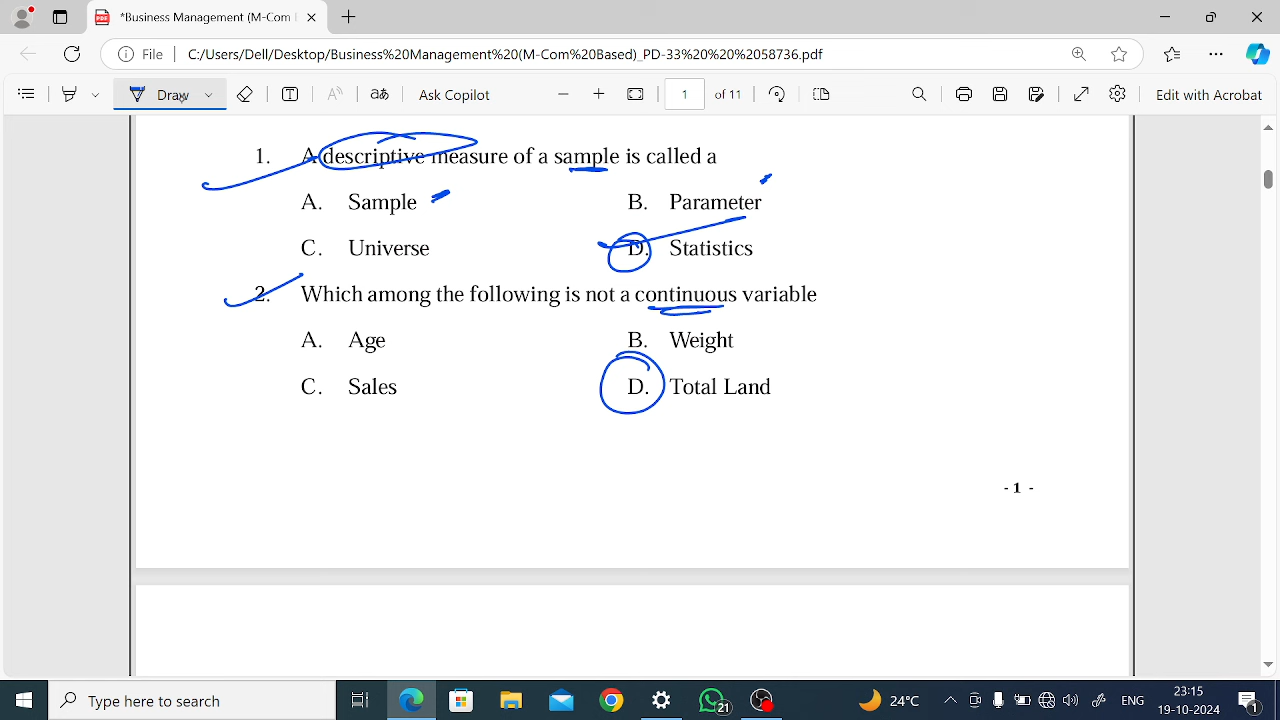 *Business Management (M-Com
File
C:/Users/Dell/Desktop/Business%20Management%20(M-Com%20Based)_PD-33%20%20%2058736.pdf
Draw
aあ
Ask Copilot
1 of 11
Edit with Acrobat
1. A descriptive measure of a sample is called a
A. Sample B. Parameter
C. Universe D. Statistics
2. Which among the following is not a continuous variable
A. Age B. Weight
C. Sales D. Total Land
- 1 -
Type here to search
21
24°C
ENG
23:15
19-10-2024
1